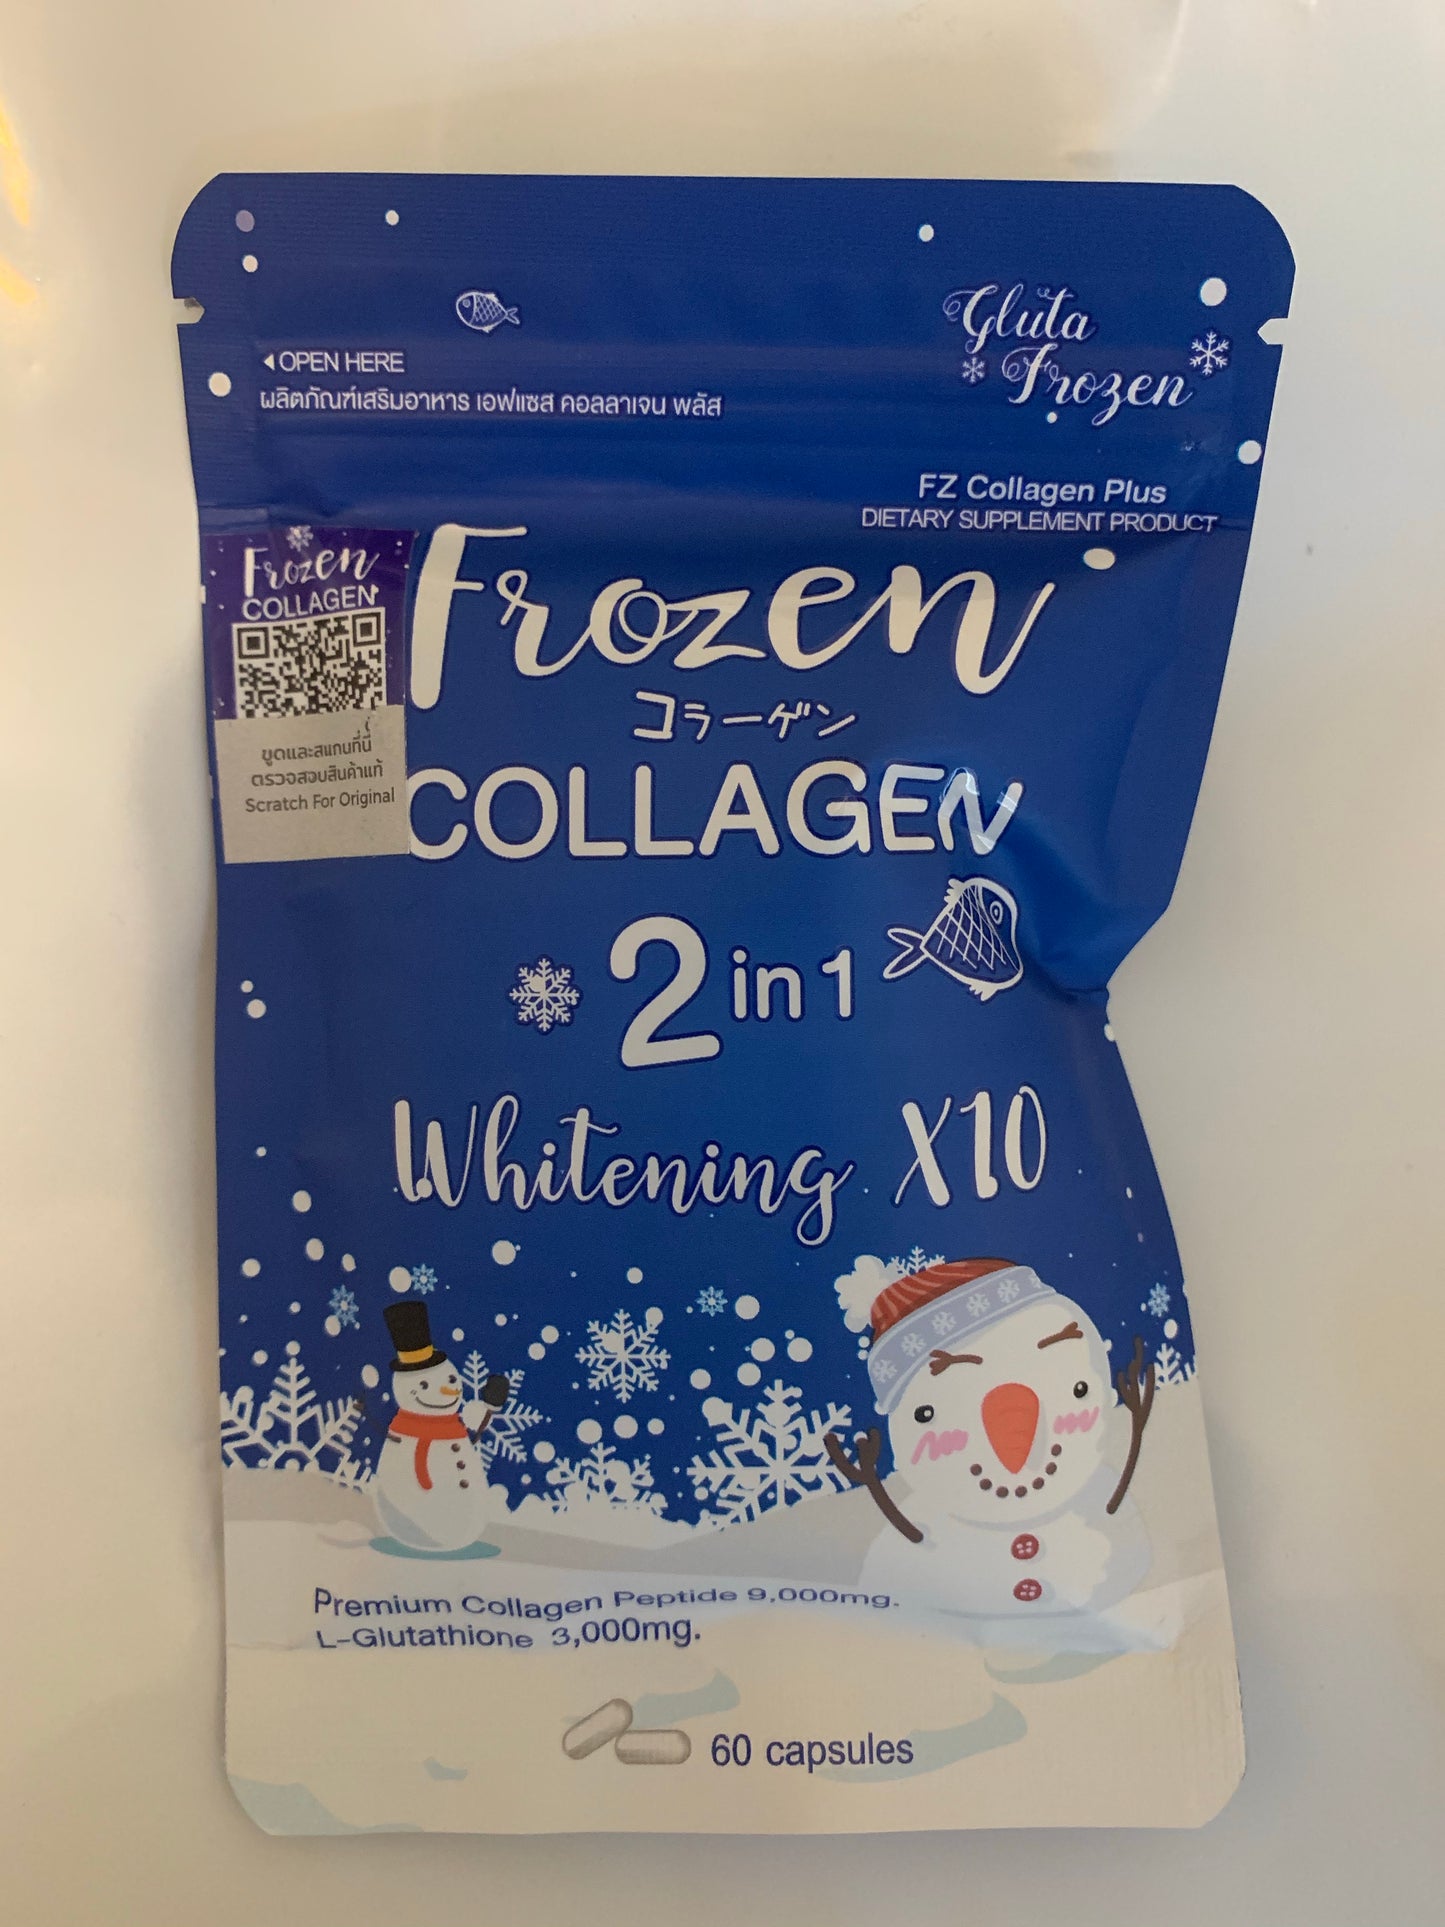 Gluta
Frozen
◀OPEN HERE
ผลิตภัณฑ์เสริมอาหาร เอฟแซส คอลลาเจน พลัส
FZ Collagen Plus
DIETARY SUPPLEMENT PRODUCT
Frozen
COLLAGEN
ขูดและสแกนที่นี่
ตรวจสอบสินค้าแท้
Scratch For Original
Frozen
コラーゲン
COLLAGEN
2 in 1
Whitening X10
Premium Collagen Peptide 9,000mg.
L-Glutathione 3,000mg.
60 capsules